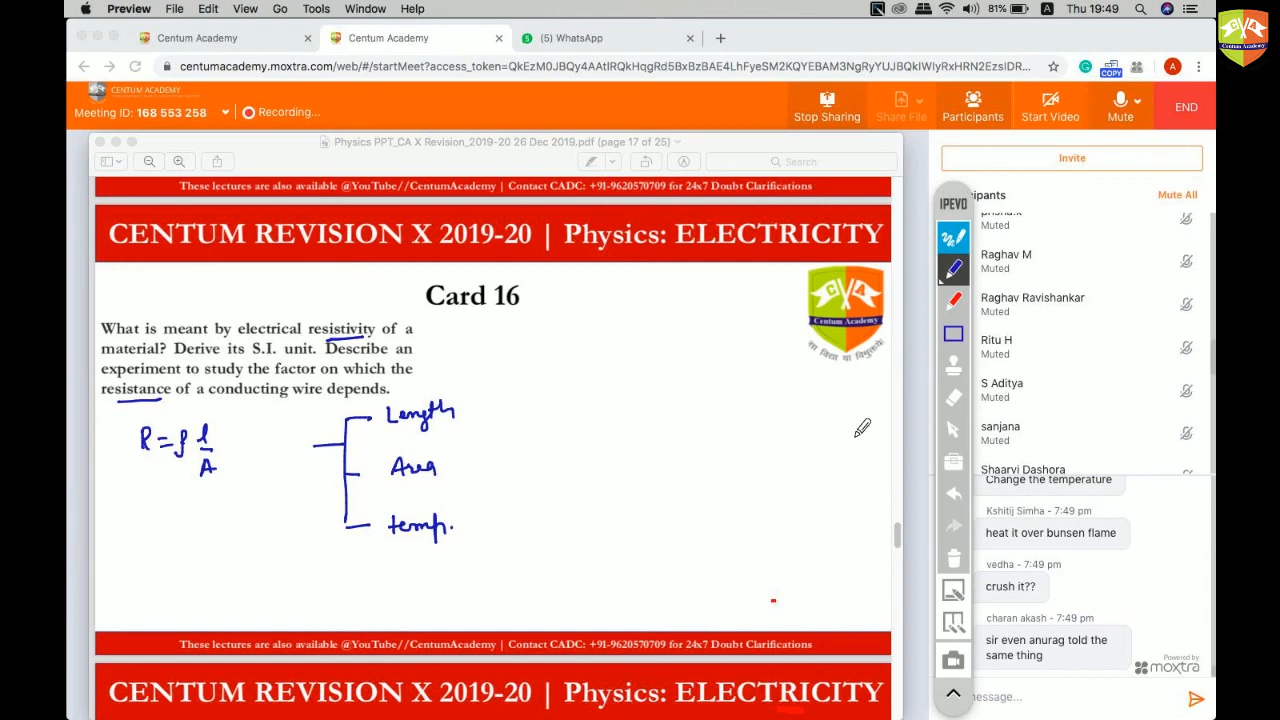 Preview File Edit View Go Tools Window Help
81% A Thu 19:49
Centum Academy
Centum Academy
(5) WhatsApp
centumacademy.moxtra.com/web/#/startMeet?access_token=
COPY
A
CENTUM ACADEMY
Meeting ID: 168 553 258
Recording...
Stop Sharing
Share File
Participants
Start Video
Mute
END
Physics PPT_CA X Revision_2019-20 26 Dec 2019.pdf (page 17 of 25)
Search
These lectures are also available @YouTube//CentumAcademy | Contact CADC: +91-9620570709 for 24x7 Doubt Clarifications
CENTUM REVISION X 2019-20 | Physics: ELECTRICITY
Card 16
What is meant by electrical resistivity of a
material? Derive its S.I. unit. Describe an
experiment to study the factor on which the
resistance of a conducting wire depends.
R = ρ l/A
Length
Area
temp.
Centum Academy
These lectures are also available @YouTube//CentumAcademy | Contact CADC: +91-9620570709 for 24x7 Doubt Clarifications
CENTUM REVISION X 2019-20 | Physics: ELECTRICITY
Invite
IPEVO
Mute All
Muted
Raghav M
Muted
Raghav Ravishankar
Muted
Ritu H
Muted
S Aditya
Muted
sanjana
Muted
Shaarvi Dashora
Change the temperature
Kshitij Simha - 7:49 pm
heat it over bunsen flame
vedha - 7:49 pm
crush it??
charan akash - 7:49 pm
sir even anurag told the
same thing
Powered by
moxtra